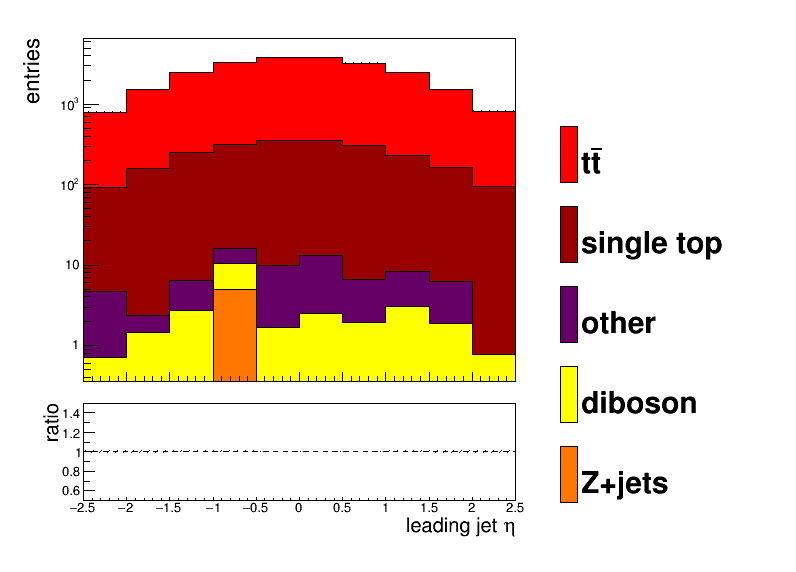 entries
10³
10²
10
1
ratio
1.4
1.2
1
0.8
0.6
−2.5 −2 −1.5 −1 −0.5 0 0.5 1 1.5 2 2.5
leading jet η
tt̄
single top
other
diboson
Z+jets